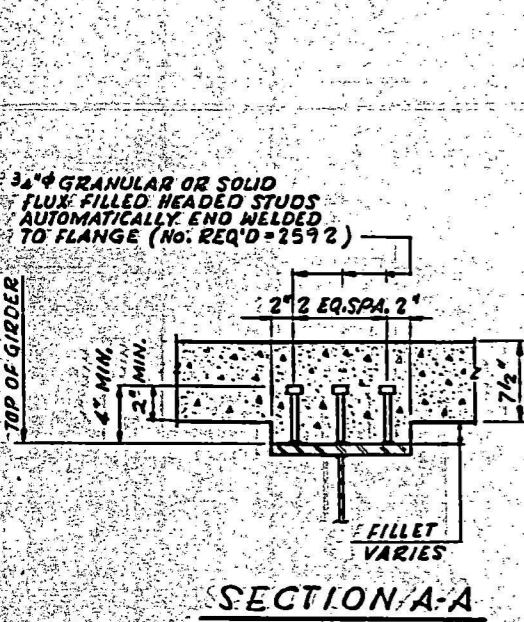 3/4"φ GRANULAR OR SOLID
FLUX FILLED HEADED STUDS
AUTOMATICALLY END WELDED
TO FLANGE (No. REQ'D=2592)
2" 2 EQ.SPA. 2"
TOP OF GIRDER
4" MIN.
2" MIN.
7 1/2"
FILLET
VARIES
SECTION A-A